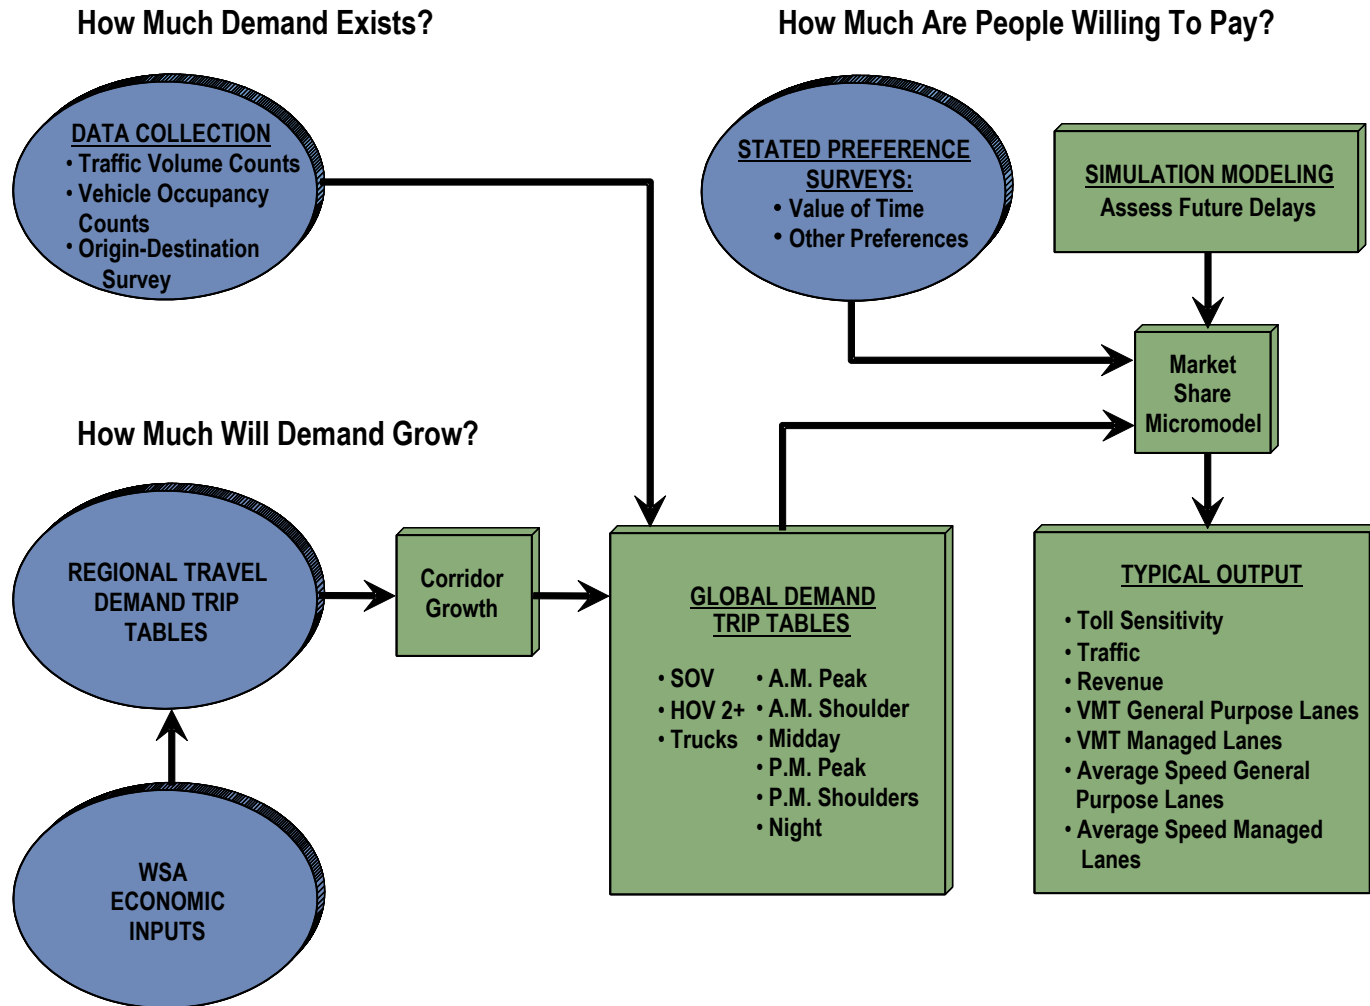 How Much Demand Exists?
DATA COLLECTION
• Traffic Volume Counts
• Vehicle Occupancy
Counts
• Origin-Destination
Survey
How Much Are People Willing To Pay?
STATED PREFERENCE
SURVEYS:
• Value of Time
• Other Preferences
SIMULATION MODELING
Assess Future Delays
Market
Share
Micromodel
How Much Will Demand Grow?
REGIONAL TRAVEL
DEMAND TRIP
TABLES
Corridor
Growth
WSA
ECONOMIC
INPUTS
GLOBAL DEMAND
TRIP TABLES
• SOV
• HOV 2+
• Trucks
• A.M. Peak
• A.M. Shoulder
• Midday
• P.M. Peak
• P.M. Shoulders
• Night
TYPICAL OUTPUT
• Toll Sensitivity
• Traffic
• Revenue
• VMT General Purpose Lanes
• VMT Managed Lanes
• Average Speed General
Purpose Lanes
• Average Speed Managed
Lanes